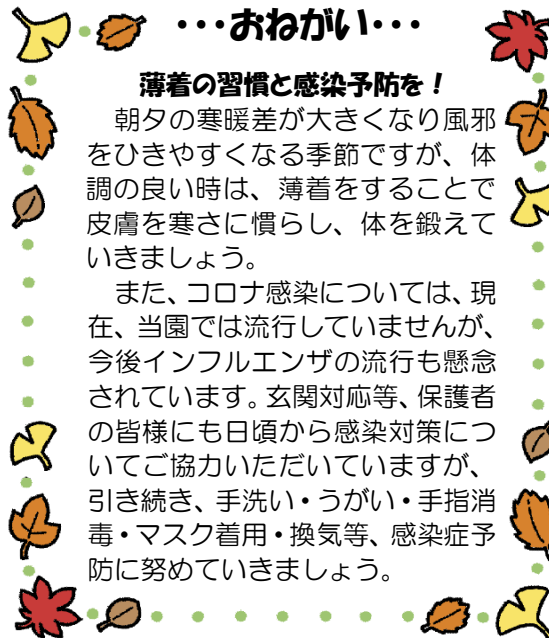 ・・・おねがい・・・
薄着の習慣と感染予防を!
朝夕の寒暖差が大きくなり風邪
をひきやすくなる季節ですが、体
調の良い時は、薄着をすることで
皮膚を寒さに慣らし、体を鍛えて
いきましょう。
また、コロナ感染については、現
在、当園では流行していませんが、
今後インフルエンザの流行も懸念
されています。玄関対応等、保護者
の皆様にも日頃から感染対策につ
いてご協力いただいていますが、
引き続き、手洗い・うがい・手指消
毒・マスク着用・換気等、感染症予
防に努めていきましょう。